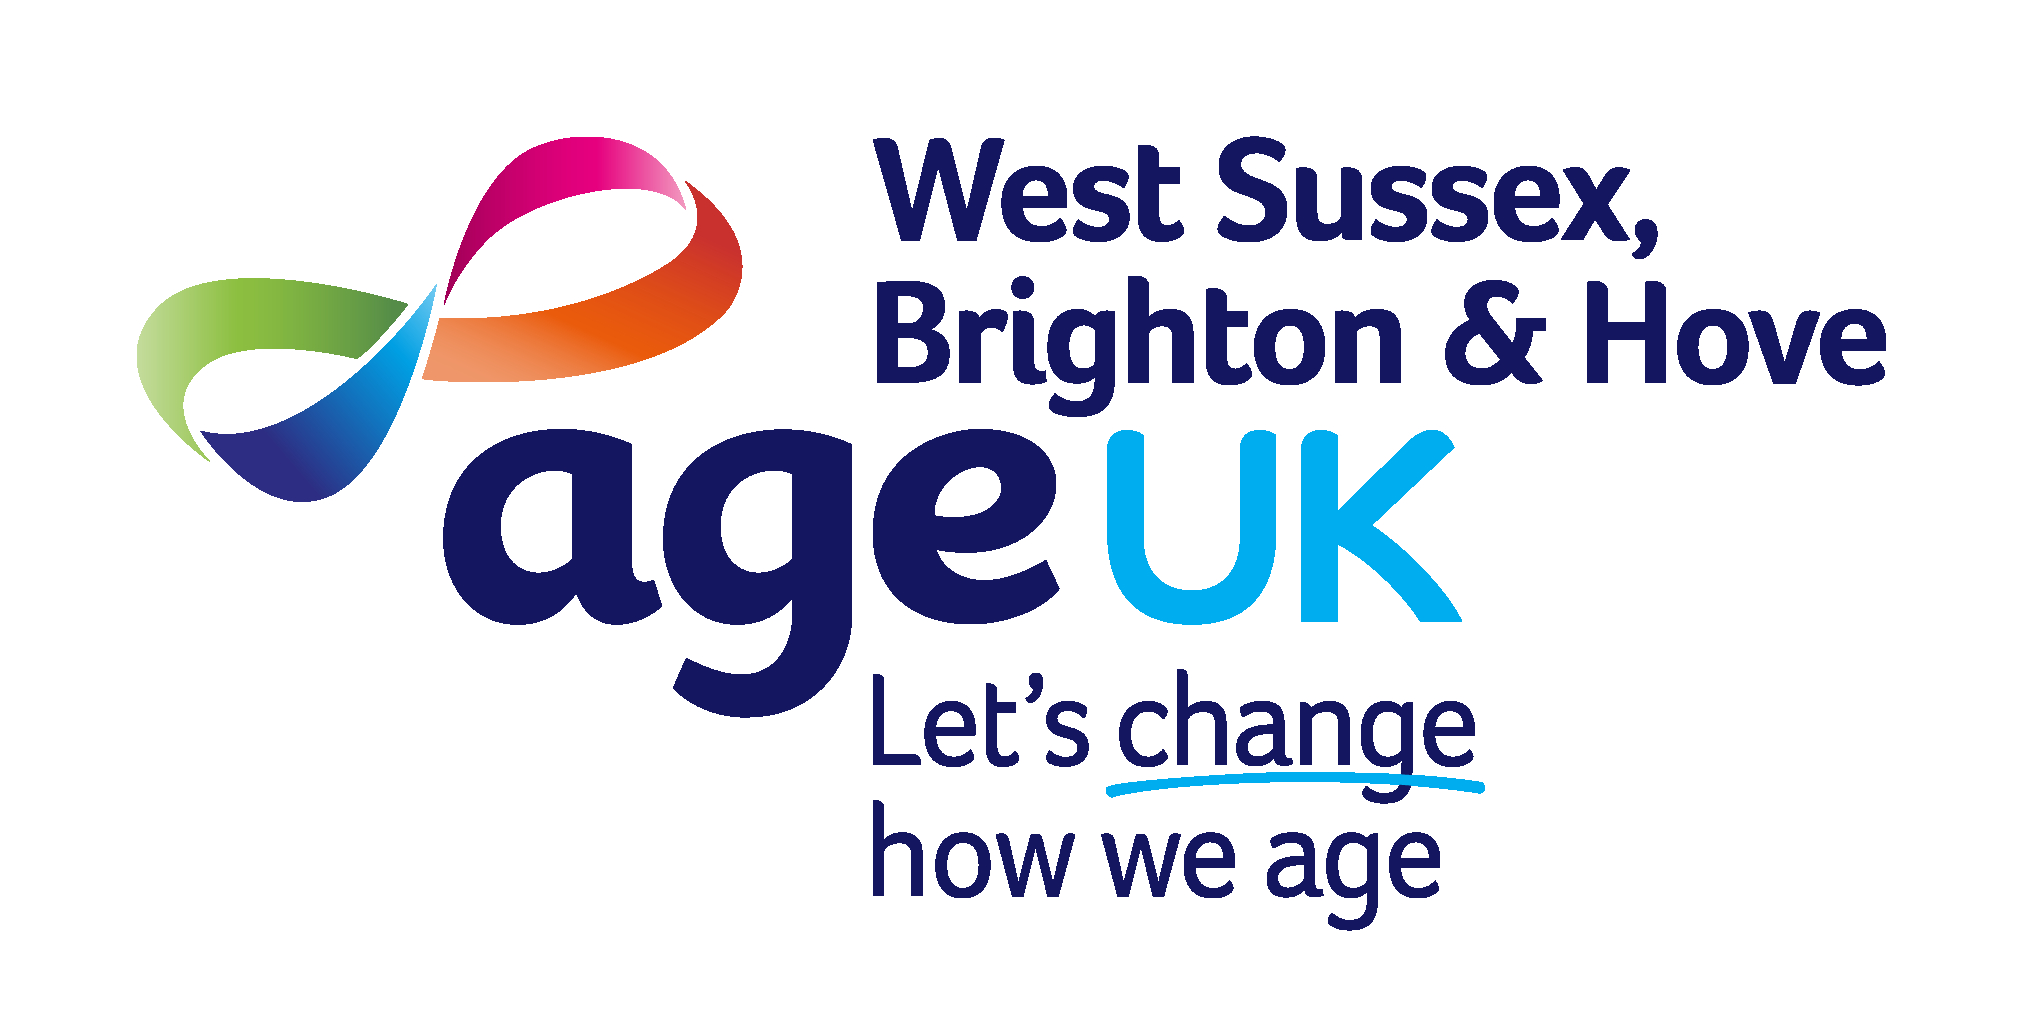 West Sussex,
Brighton & Hove
age UK
Let's change
how we age